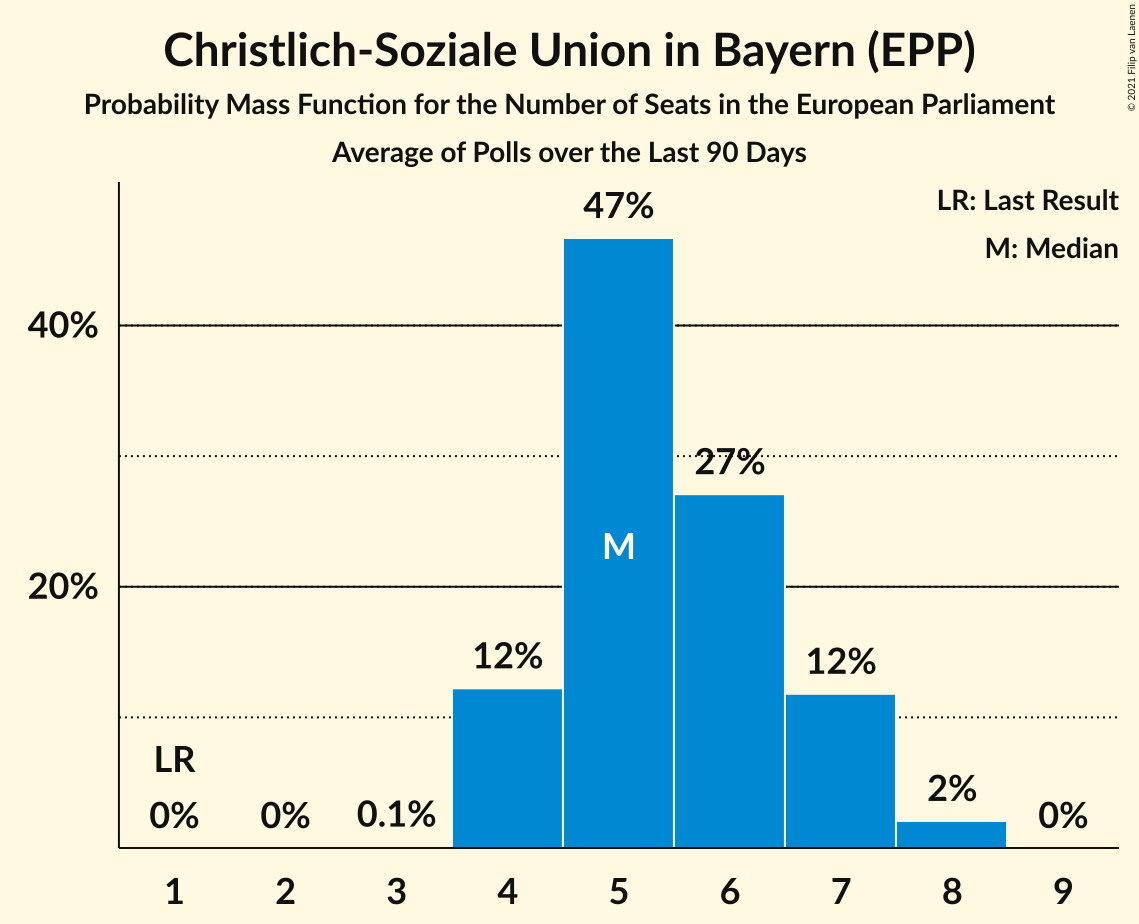 Christlich-Soziale Union in Bayern (EPP)
Probability Mass Function for the Number of Seats in the European Parliament
Average of Polls over the Last 90 Days
© 2021 Filip van Laenen
LR: Last Result
M: Median
47%
40%
27%
M
20%
12%
12%
LR
2%
0%
0%
0.1%
0%
1 2 3 4 5 6 7 8 9